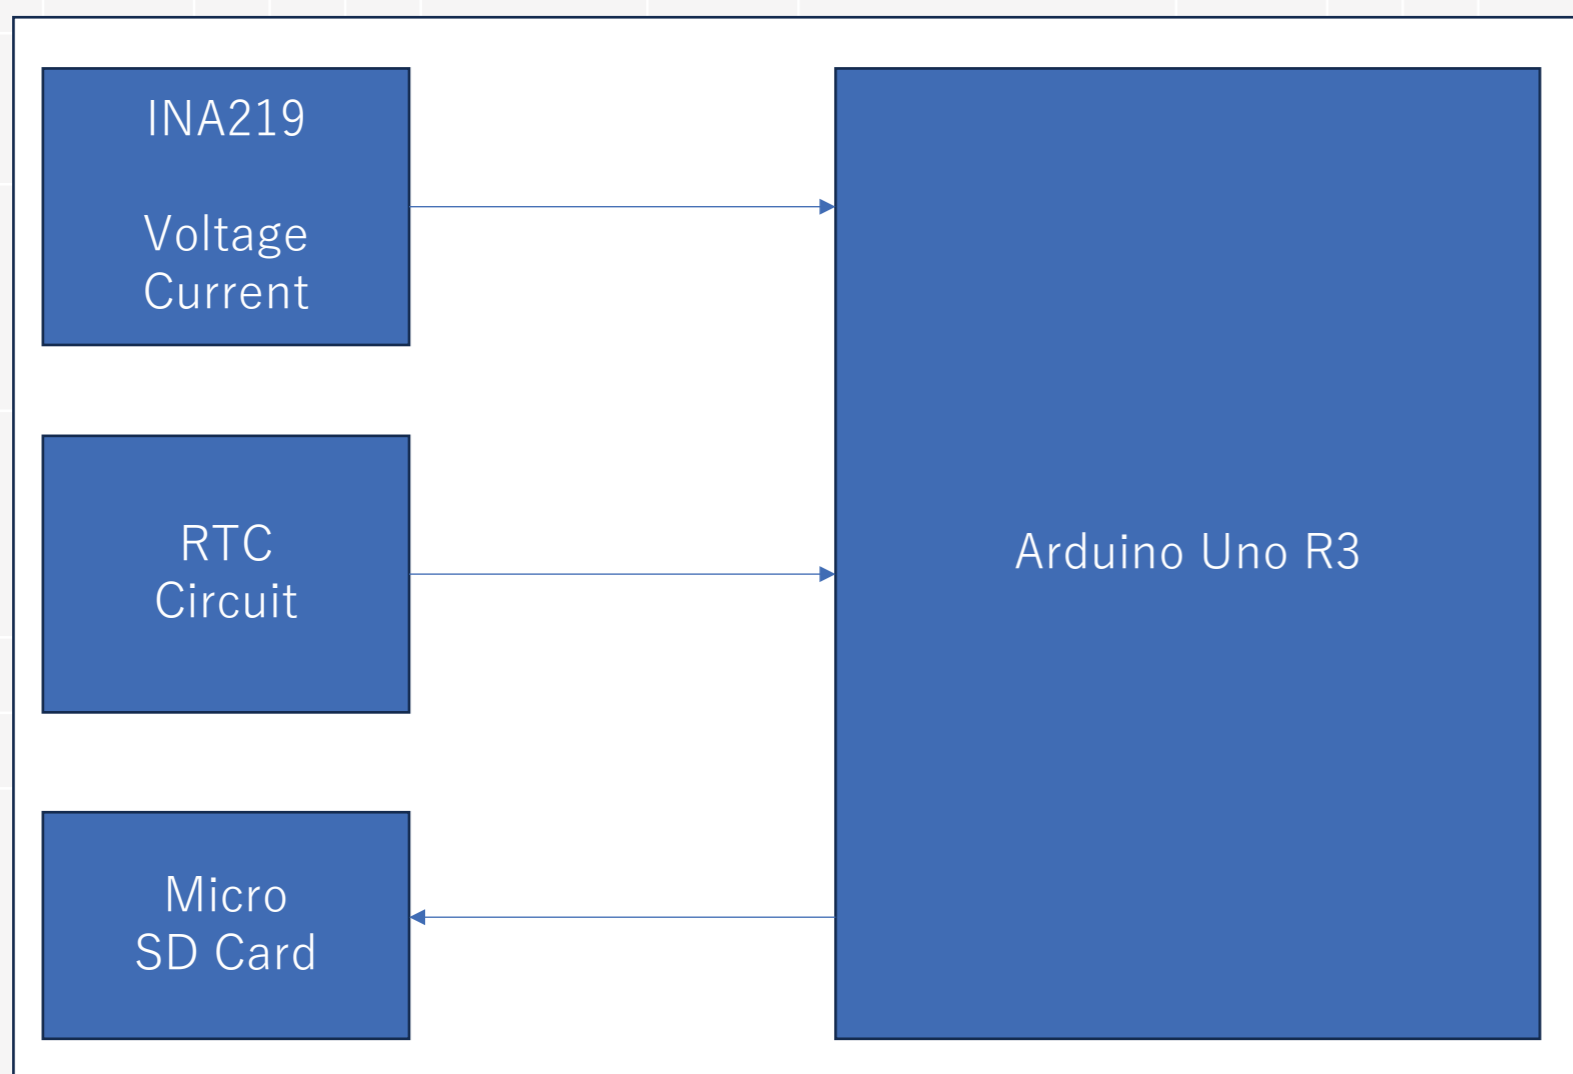 INA219
Voltage
Current
RTC
Circuit
Arduino Uno R3
Micro
SD Card